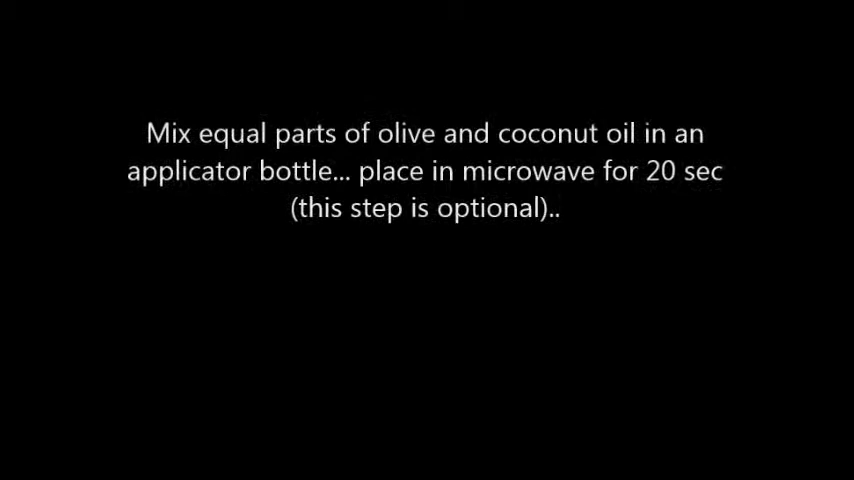 Mix equal parts of olive and coconut oil in an
applicator bottle... place in microwave for 20 sec
(this step is optional)..